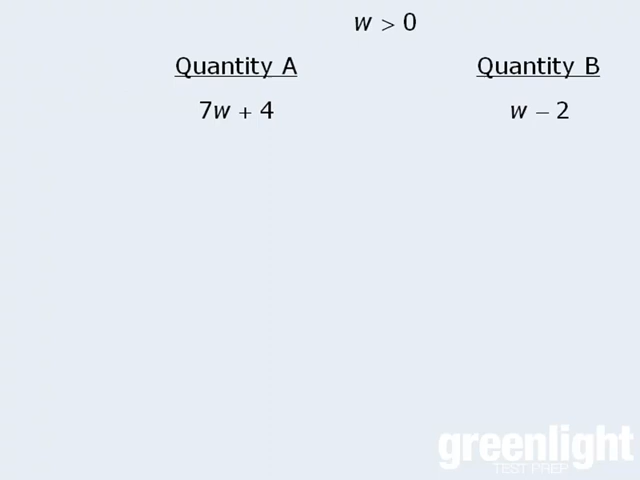 w > 0
Quantity A Quantity B
7w + 4 w – 2
greenlight
TEST PREP